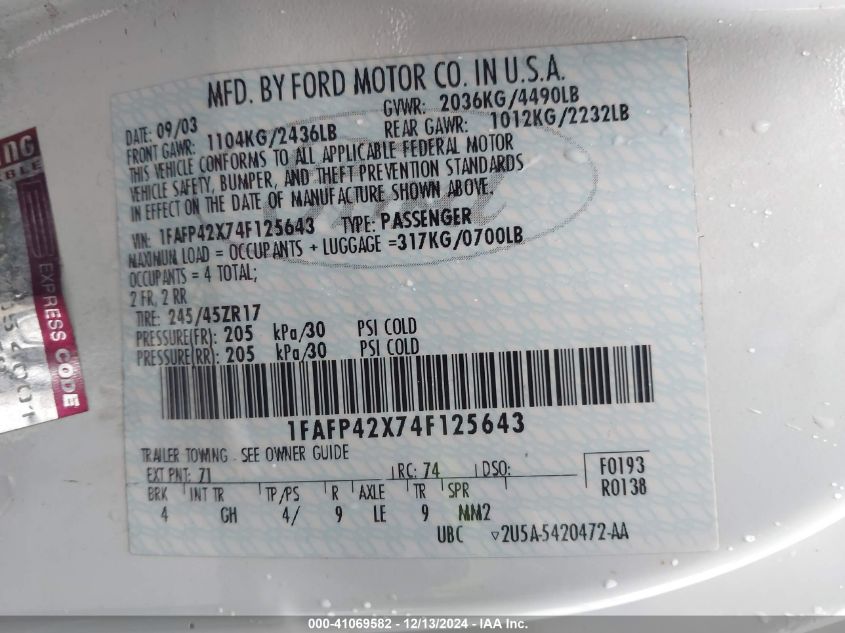 MFD. BY FORD MOTOR CO. IN U.S.A.
DATE: 09/03 GVWR: 2036KG/4490LB
FRONT GAWR: 1104KG/2436LB REAR GAWR: 1012KG/2232LB
THIS VEHICLE CONFORMS TO ALL APPLICABLE FEDERAL MOTOR
VEHICLE SAFETY, BUMPER, AND THEFT PREVENTION STANDARDS
IN EFFECT ON THE DATE OF MANUFACTURE SHOWN ABOVE.
VIN: 1FAFP42X74F125643 TYPE: PASSENGER
MAXIMUN LOAD = OCCUPANTS + LUGGAGE =317KG/0700LB
OCCUPANTS = 4 TOTAL;
2 FR, 2 RR
TIRE: 245/45ZR17
PRESSURE(FR): 205 kPa/30 PSI COLD
PRESSURE(RR): 205 kPa/30 PSI COLD
1FAFP42X74F125643
TRAILER TOWING - SEE OWNER GUIDE
EXT PNT: 71 RC: 74 DSO: F0193
R0138
BRK INT TR TP/PS R AXLE TR SPR
4 GH 4/ 9 LE 9 MM2
UBC ▽2U5A-5420472-AA
EXPRESS CODE
000-41069582 - 12/13/2024 - IAA Inc.